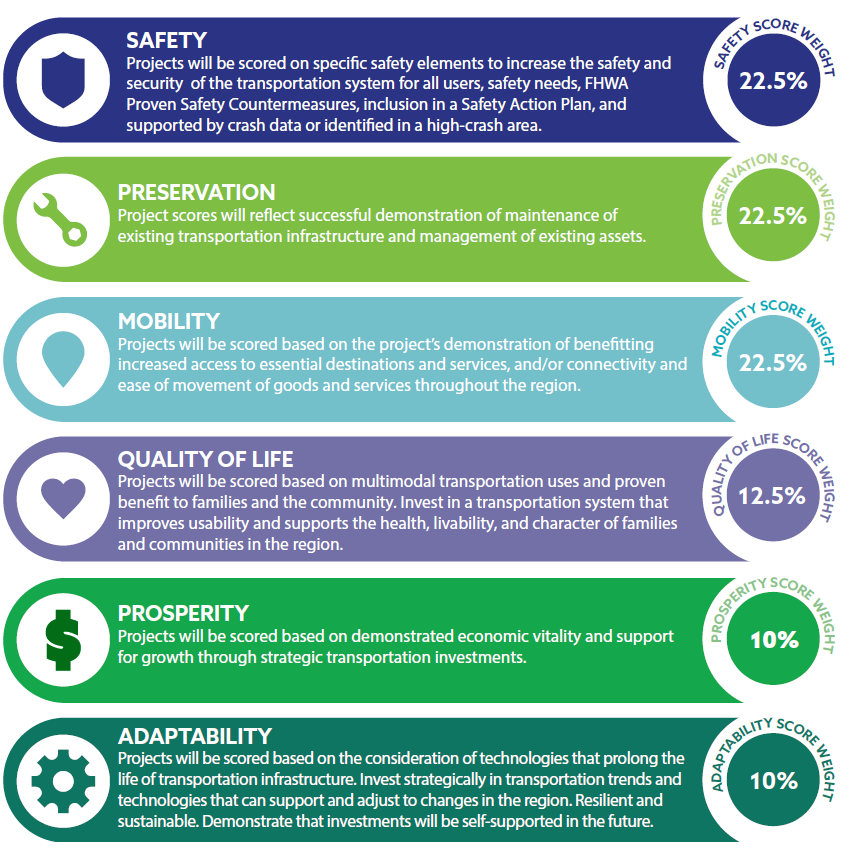 SAFETY
Projects will be scored on specific safety elements to increase the safety and
security of the transportation system for all users, safety needs, FHWA
Proven Safety Countermeasures, inclusion in a Safety Action Plan, and
supported by crash data or identified in a high-crash area.
SAFETY SCORE WEIGHT
22.5%
PRESERVATION
Project scores will reflect successful demonstration of maintenance of
existing transportation infrastructure and management of existing assets.
PRESERVATION SCORE WEIGHT
22.5%
MOBILITY
Projects will be scored based on the project’s demonstration of benefitting
increased access to essential destinations and services, and/or connectivity and
ease of movement of goods and services throughout the region.
MOBILITY SCORE WEIGHT
22.5%
QUALITY OF LIFE
Projects will be scored based on multimodal transportation uses and proven
benefit to families and the community. Invest in a transportation system that
improves usability and supports the health, livability, and character of families
and communities in the region.
QUALITY OF LIFE SCORE WEIGHT
12.5%
PROSPERITY
Projects will be scored based on demonstrated economic vitality and support
for growth through strategic transportation investments.
PROSPERITY SCORE WEIGHT
10%
ADAPTABILITY
Projects will be scored based on the consideration of technologies that prolong the
life of transportation infrastructure. Invest strategically in transportation trends and
technologies that can support and adjust to changes in the region. Resilient and
sustainable. Demonstrate that investments will be self-supported in the future.
ADAPTABILITY SCORE WEIGHT
10%